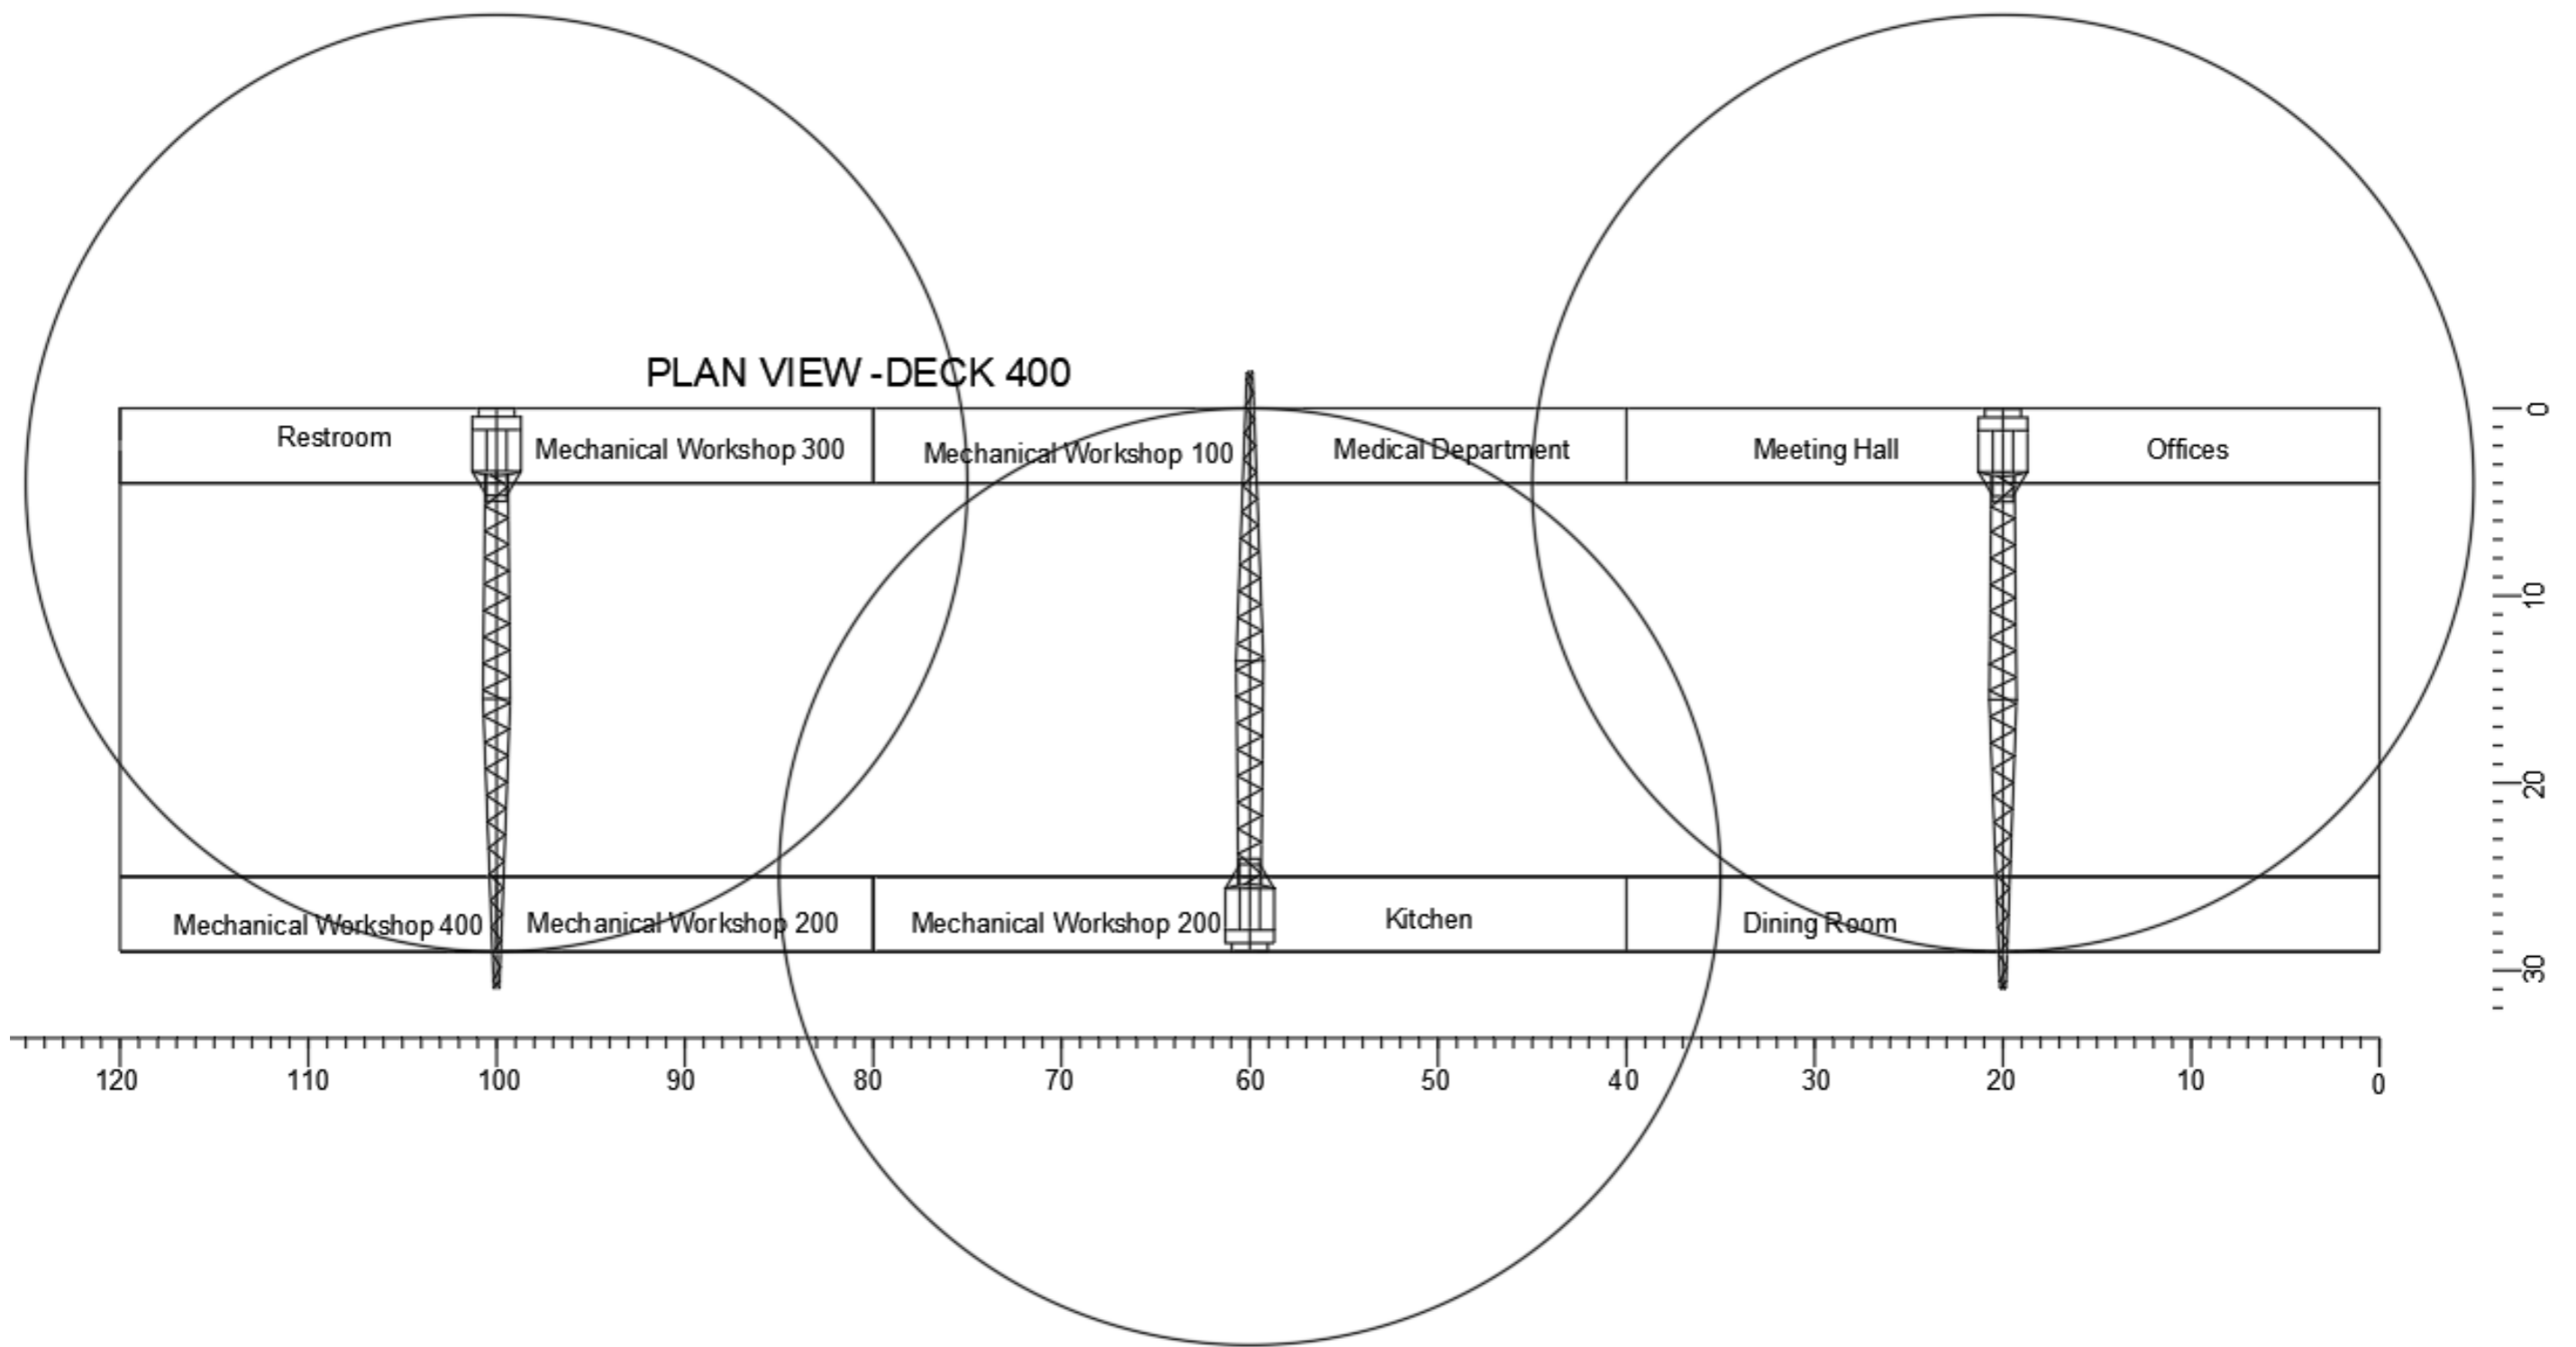 PLAN VIEW -DECK 400
Restroom
Mechanical Workshop 300
Mechanical Workshop 100
Medical Department
Meeting Hall
Offices
Mechanical Workshop 400
Mechanical Workshop 200
Mechanical Workshop 200
Kitchen
Dining Room
0
10
20
30
120 110 100 90 80 70 60 50 40 30 20 10 0